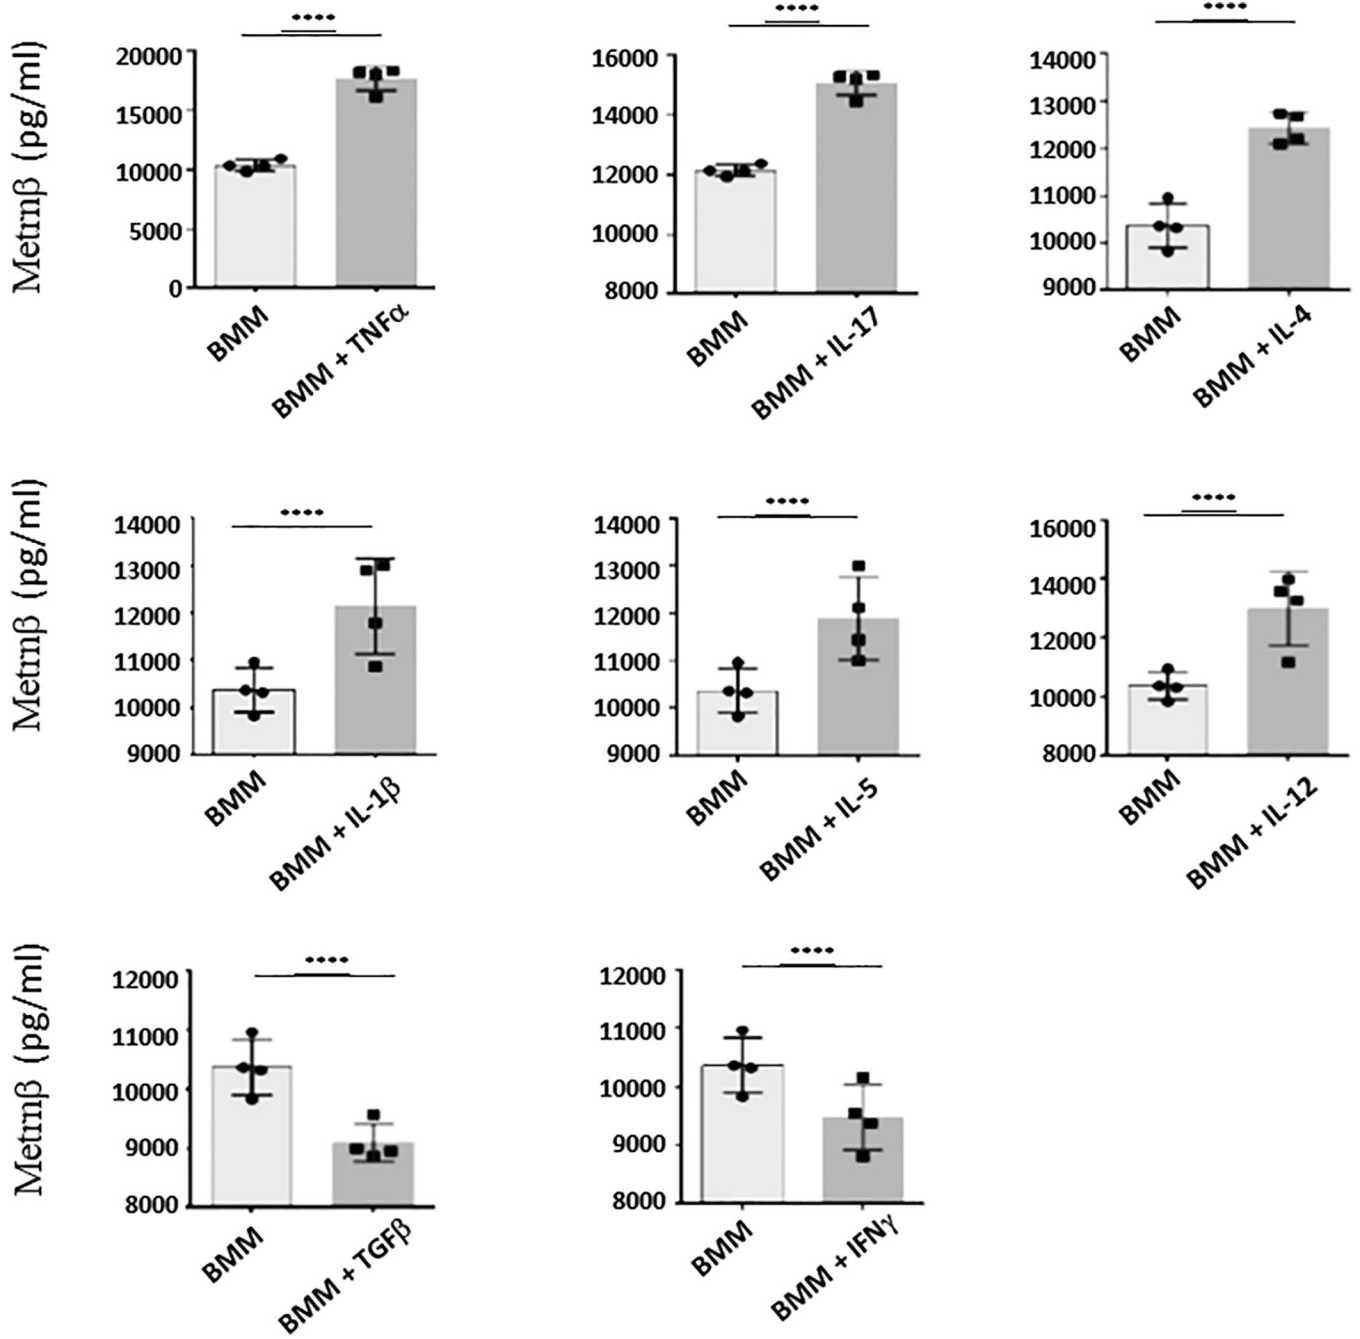 ****
****
****
Metrnβ (pg/ml)
20000
15000
10000
5000
0
BMM
BMM + TNFα
16000
14000
12000
10000
8000
BMM
BMM + IL-17
14000
13000
12000
11000
10000
9000
BMM
BMM + IL-4
****
****
****
Metrnβ (pg/ml)
14000
13000
12000
11000
10000
9000
BMM
BMM + IL-1β
14000
13000
12000
11000
10000
9000
BMM
BMM + IL-5
16000
14000
12000
10000
8000
BMM
BMM + IL-12
****
****
Metrnβ (pg/ml)
12000
11000
10000
9000
8000
BMM
BMM + TGFβ
12000
11000
10000
9000
8000
BMM
BMM + IFNγ